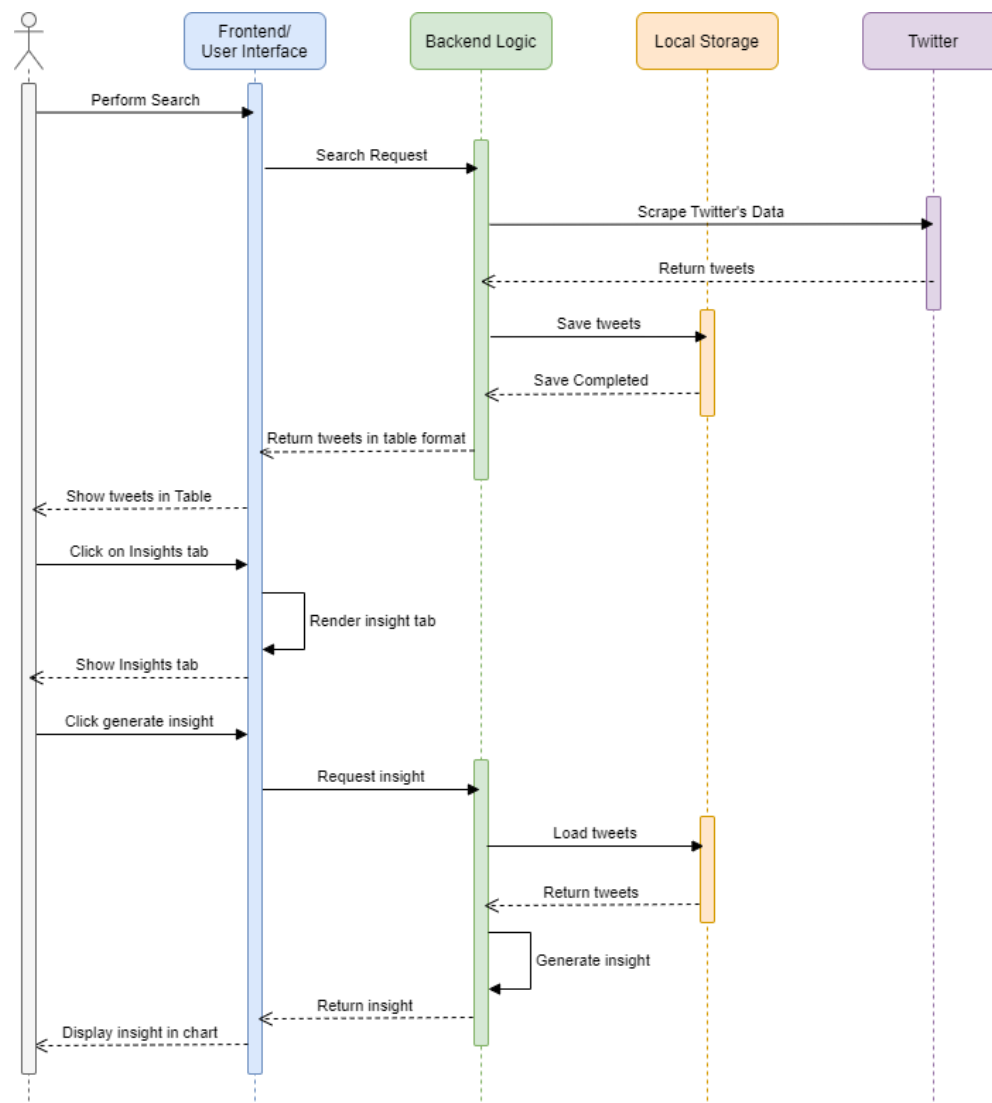 Frontend/
User Interface
Backend Logic
Local Storage
Twitter
Perform Search
Search Request
Scrape Twitter's Data
Return tweets
Save tweets
Save Completed
Return tweets in table format
Show tweets in Table
Click on Insights tab
Render insight tab
Show Insights tab
Click generate insight
Request insight
Load tweets
Return tweets
Generate insight
Return insight
Display insight in chart